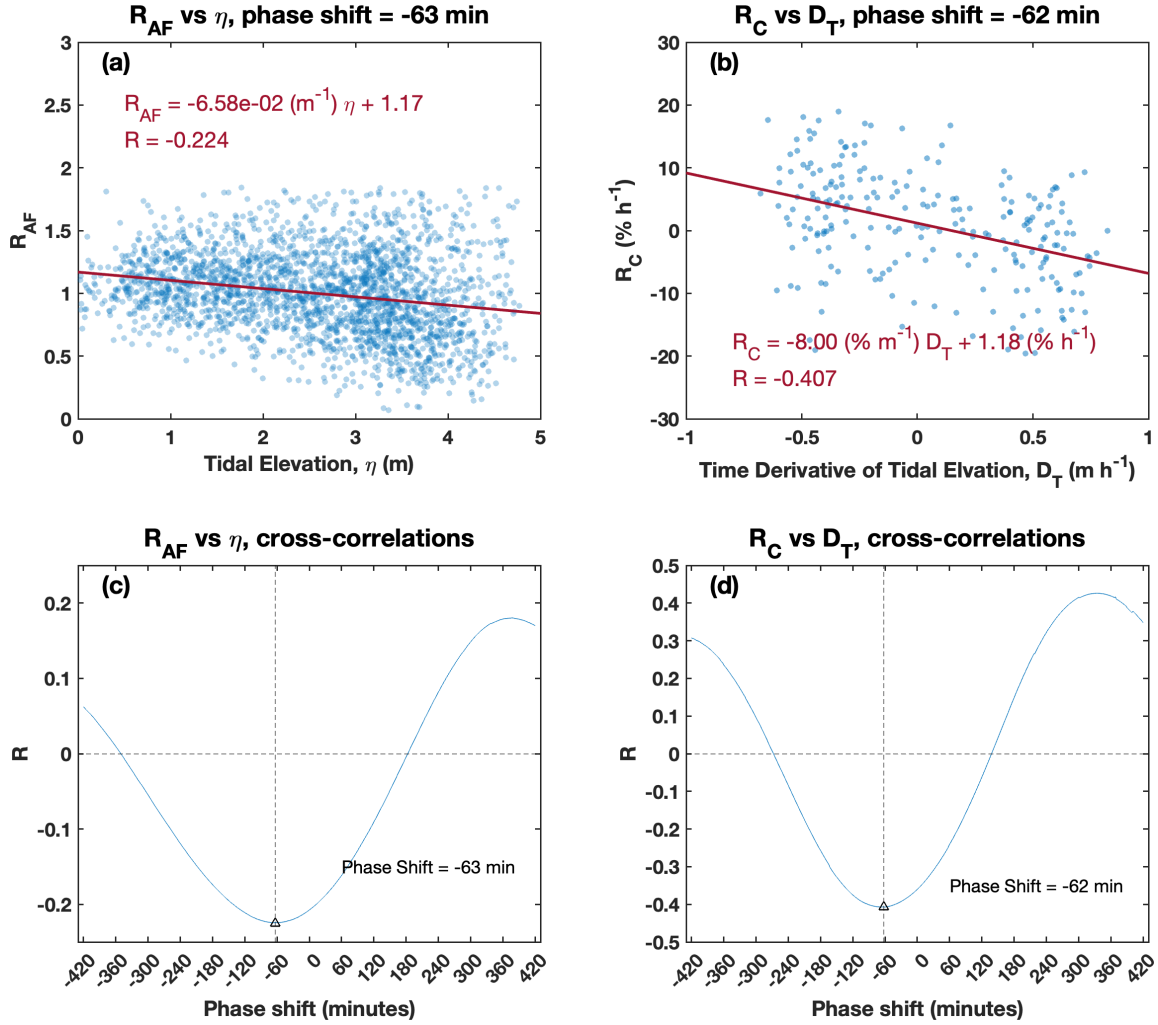 R_AF vs η, phase shift = -63 min
(a)
R_AF = -6.58e-02 (m^-1) η + 1.17
R = -0.224
3
2.5
2
1.5
1
0.5
0
R_AF
0 1 2 3 4 5
Tidal Elevation, η (m)
R_C vs D_T, phase shift = -62 min
(b)
30
20
10
0
-10
-20
-30
R_C (% h^-1)
R_C = -8.00 (% m^-1) D_T + 1.18 (% h^-1)
R = -0.407
-1 -0.5 0 0.5 1
Time Derivative of Tidal Elvation, D_T (m h^-1)
R_AF vs η, cross-correlations
(c)
0.2
0.1
0
-0.1
-0.2
R
Phase Shift = -63 min
-420 -360 -300 -240 -180 -120 -60 0 60 120 180 240 300 360 420
Phase shift (minutes)
R_C vs D_T, cross-correlations
(d)
0.5
0.4
0.3
0.2
0.1
0
-0.1
-0.2
-0.3
-0.4
-0.5
R
Phase Shift = -62 min
-420 -360 -300 -240 -180 -120 -60 0 60 120 180 240 300 360 420
Phase shift (minutes)